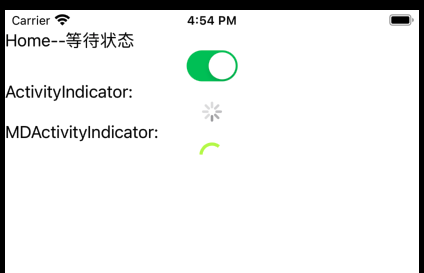 Carrier 4:54 PM
Home--等待状态
ActivityIndicator:
MDActivityIndicator: